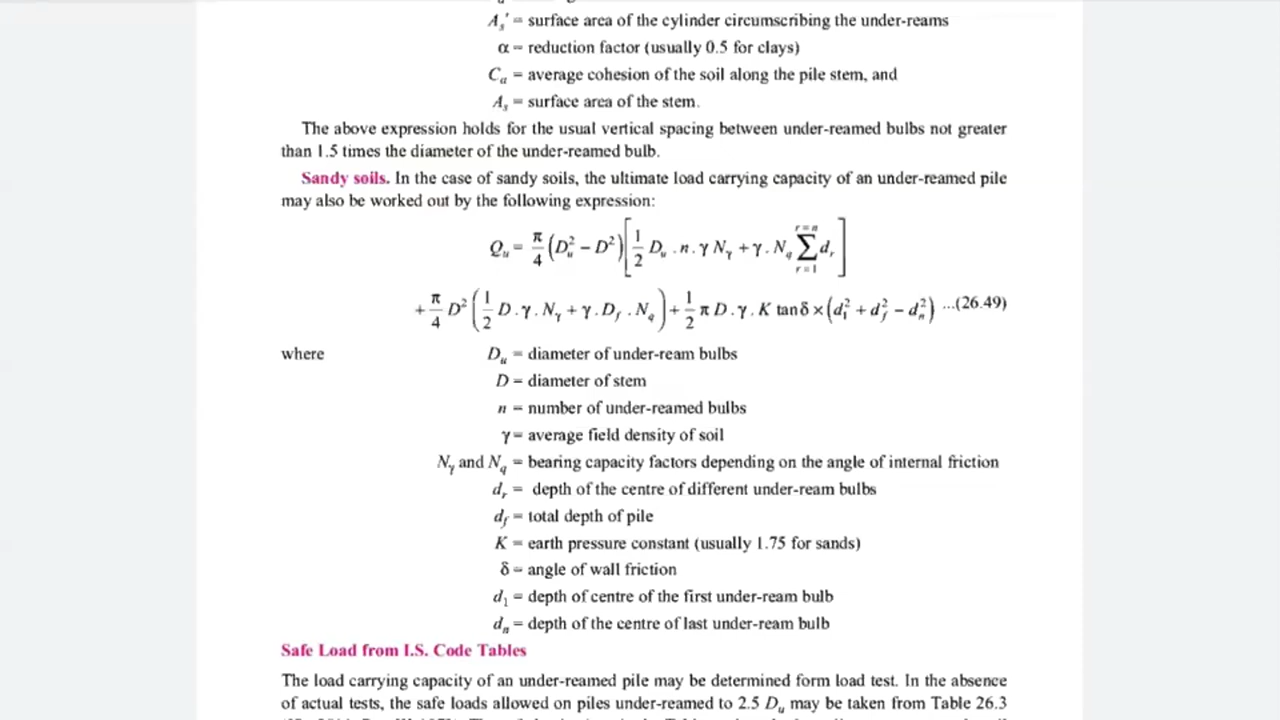 A_s' = surface area of the cylinder circumscribing the under-reams
α = reduction factor (usually 0.5 for clays)
C_a = average cohesion of the soil along the pile stem, and
A_s = surface area of the stem.
The above expression holds for the usual vertical spacing between under-reamed bulbs not greater
than 1.5 times the diameter of the under-reamed bulb.
Sandy soils. In the case of sandy soils, the ultimate load carrying capacity of an under-reamed pile
may also be worked out by the following expression:
Q_u = π/4 (D_u^2 − D^2) [1/2 D_u . n . γ N_γ + γ . N_q ∑_{r=1}^{r=n} d_r]
+ π/4 D^2 (1/2 D . γ . N_γ + γ . D_f . N_q) + 1/2 π D . γ . K tan δ × (d_1^2 + d_f^2 − d_n^2) ...(26.49)
where D_u = diameter of under-ream bulbs
D = diameter of stem
n = number of under-reamed bulbs
γ = average field density of soil
N_γ and N_q = bearing capacity factors depending on the angle of internal friction
d_r = depth of the centre of different under-ream bulbs
d_f = total depth of pile
K = earth pressure constant (usually 1.75 for sands)
δ = angle of wall friction
d_1 = depth of centre of the first under-ream bulb
d_n = depth of the centre of last under-ream bulb
Safe Load from I.S. Code Tables
The load carrying capacity of an under-reamed pile may be determined form load test. In the absence
of actual tests, the safe loads allowed on piles under-reamed to 2.5 D_u may be taken from Table 26.3